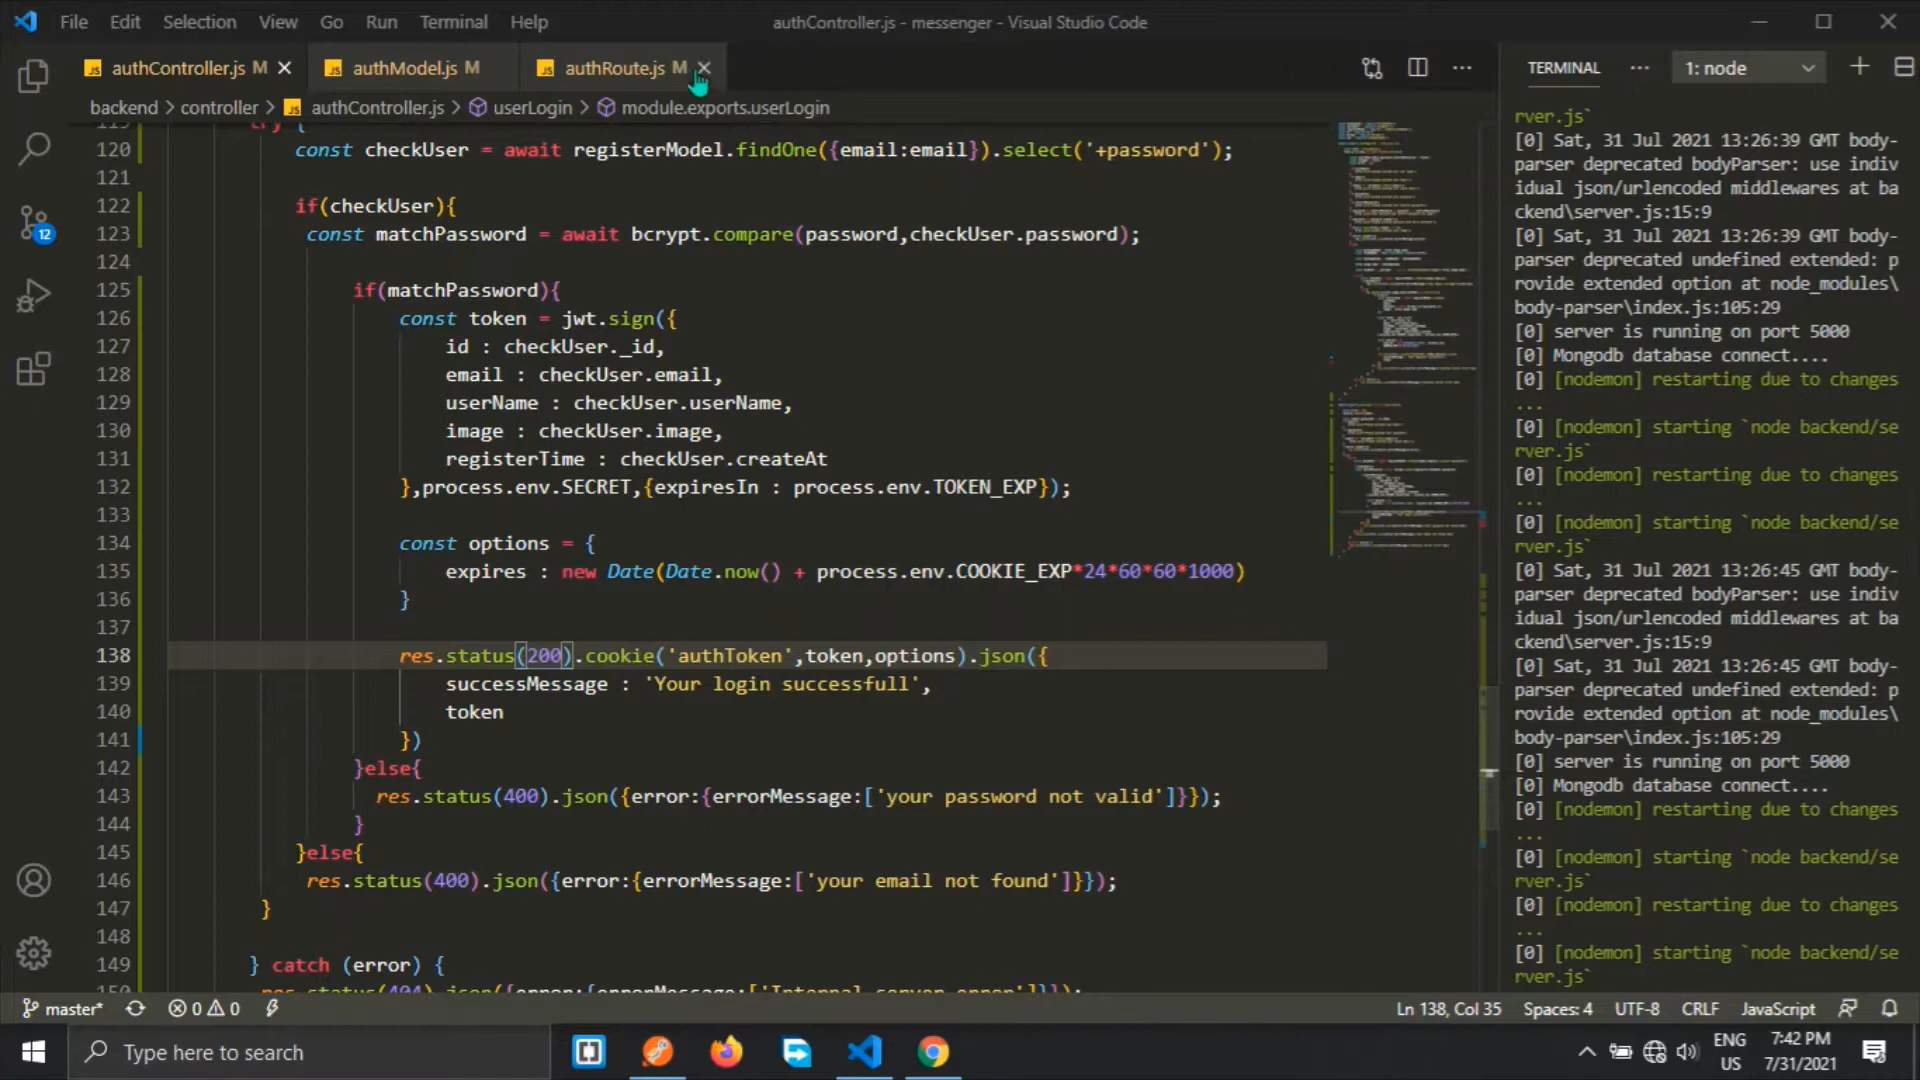 File Edit Selection View Go Run Terminal Help
authController.js - messenger - Visual Studio Code
authController.js M
authModel.js M
authRoute.js M
backend > controller > authController.js > userLogin > module.exports.userLogin
try {
120 const checkUser = await registerModel.findOne({email:email}).select('+password');
121
122 if(checkUser){
123 const matchPassword = await bcrypt.compare(password,checkUser.password);
124
125 if(matchPassword){
126 const token = jwt.sign({
127 id : checkUser._id,
128 email : checkUser.email,
129 userName : checkUser.userName,
130 image : checkUser.image,
131 registerTime : checkUser.createAt
132 },process.env.SECRET,{expiresIn : process.env.TOKEN_EXP});
133
134 const options = {
135 expires : new Date(Date.now() + process.env.COOKIE_EXP*24*60*60*1000)
136 }
137
138 res.status(200).cookie('authToken',token,options).json({
139 successMessage : 'Your login successfull',
140 token
141 })
142 }else{
143 res.status(400).json({error:{errorMessage:['your password not valid']}});
144 }
145 }else{
146 res.status(400).json({error:{errorMessage:['your email not found']}});
147 }
148
149 } catch (error) {
150 res.status(404).json({error:{errorMessage:['Internal server error']}});
TERMINAL
1: node
rver.js`
[0] Sat, 31 Jul 2021 13:26:39 GMT body-
parser deprecated bodyParser: use indiv
idual json/urlencoded middlewares at ba
ckend\server.js:15:9
[0] Sat, 31 Jul 2021 13:26:39 GMT body-
parser deprecated undefined extended: p
rovide extended option at node_modules\
body-parser\index.js:105:29
[0] server is running on port 5000
[0] Mongodb database connect....
[0] [nodemon] restarting due to changes
...
[0] [nodemon] starting `node backend/se
rver.js`
[0] [nodemon] restarting due to changes
...
[0] [nodemon] starting `node backend/se
rver.js`
[0] Sat, 31 Jul 2021 13:26:45 GMT body-
parser deprecated bodyParser: use indiv
idual json/urlencoded middlewares at ba
ckend\server.js:15:9
[0] Sat, 31 Jul 2021 13:26:45 GMT body-
parser deprecated undefined extended: p
rovide extended option at node_modules\
body-parser\index.js:105:29
[0] server is running on port 5000
[0] Mongodb database connect....
[0] [nodemon] restarting due to changes
...
[0] [nodemon] starting `node backend/se
rver.js`
[0] [nodemon] restarting due to changes
...
[0] [nodemon] starting `node backend/se
rver.js`
12
master* 0 0
Ln 138, Col 35 Spaces: 4 UTF-8 CRLF JavaScript
Type here to search
ENG
US
7:42 PM
7/31/2021